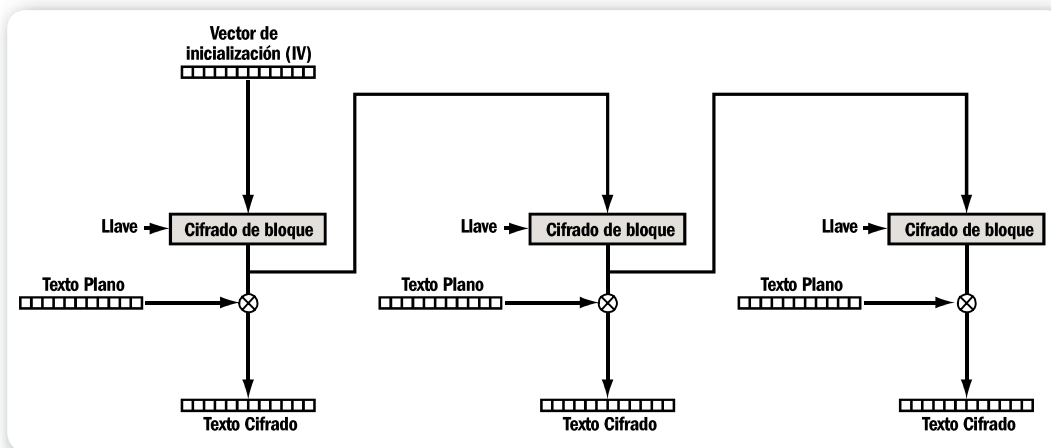 Vector de
inicialización (IV)
Llave
Cifrado de bloque
Llave
Cifrado de bloque
Llave
Cifrado de bloque
Texto Plano
Texto Plano
Texto Plano
Texto Cifrado
Texto Cifrado
Texto Cifrado